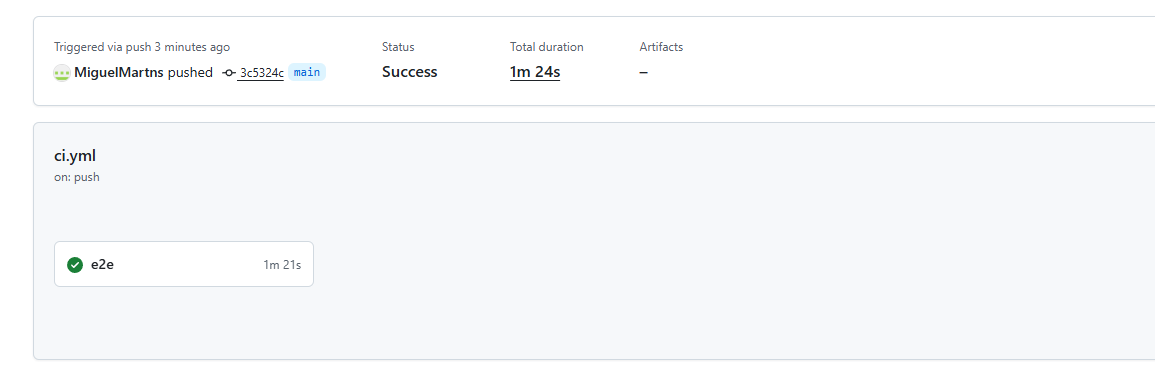 Triggered via push 3 minutes ago
MiguelMartns pushed 3c5324c main
Status
Success
Total duration
1m 24s
Artifacts
–
ci.yml
on: push
e2e 1m 21s